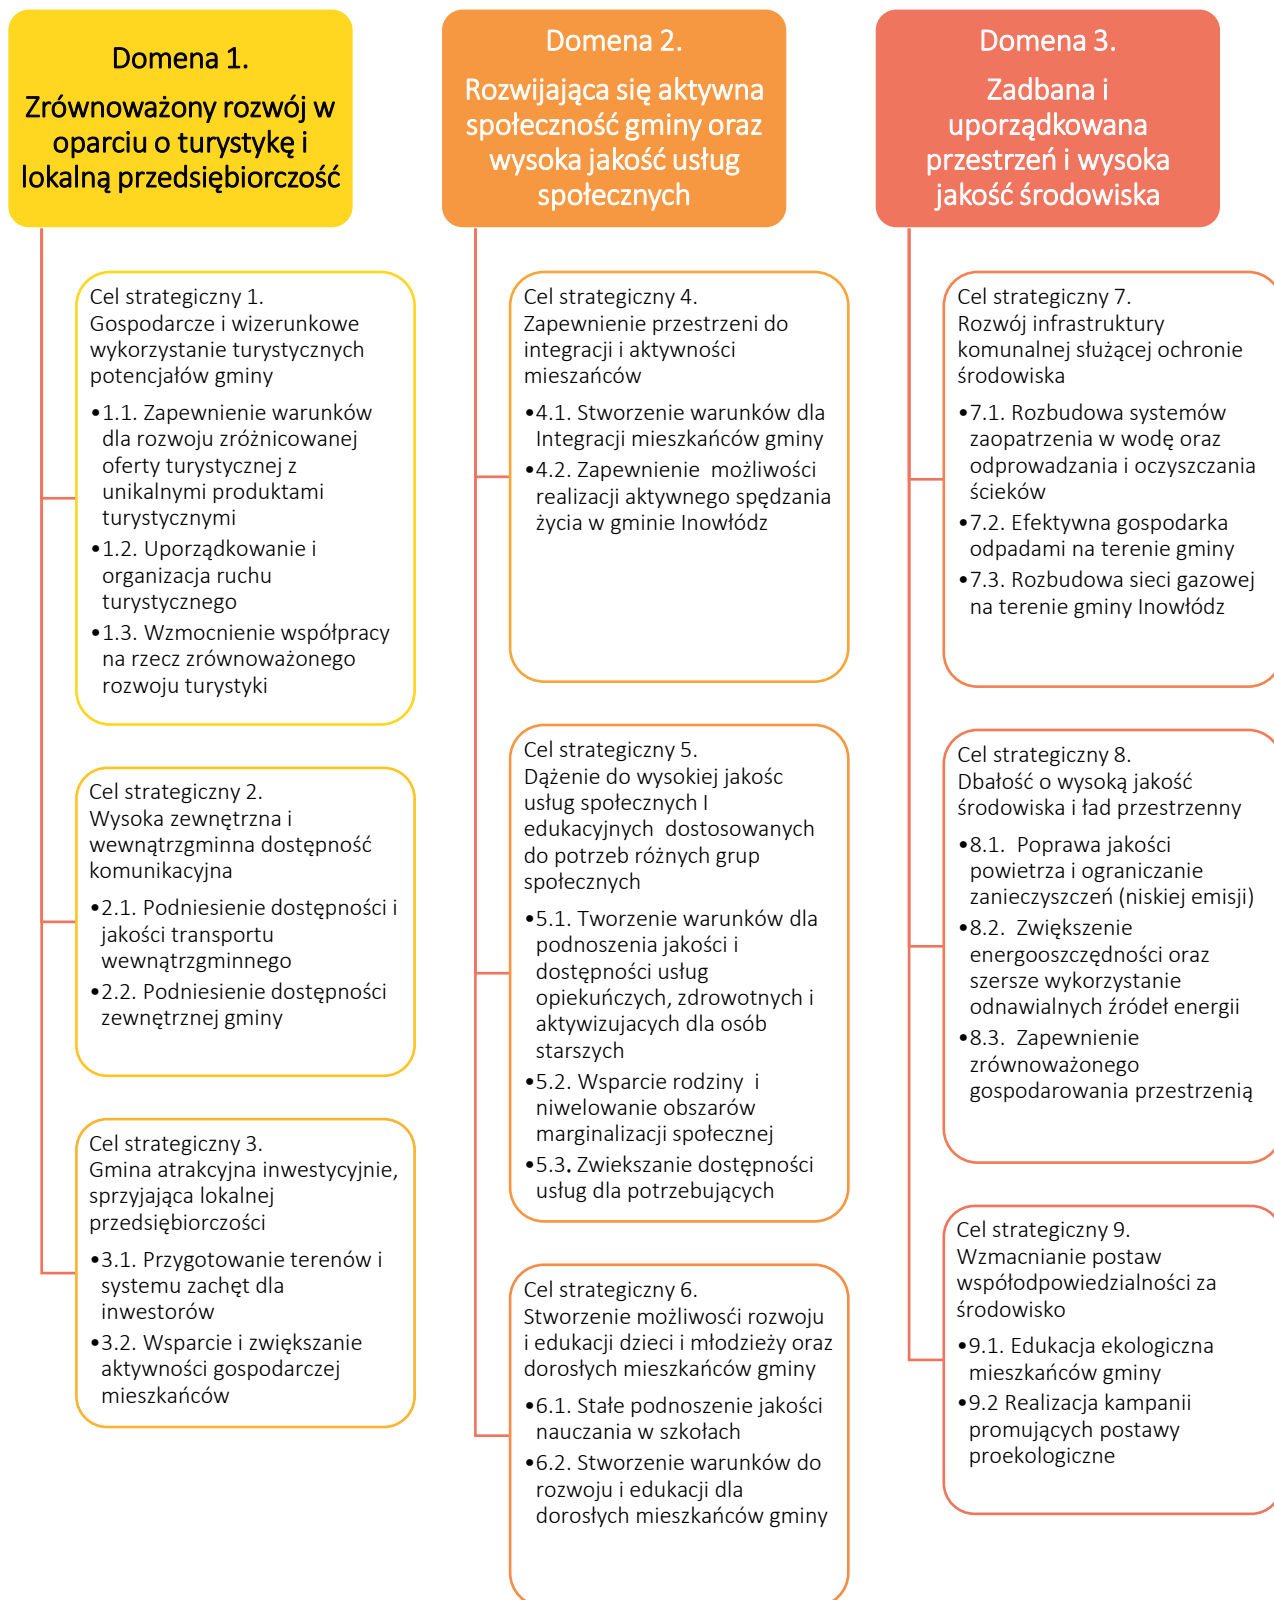 Domena 1.
Zrównoważony rozwój w
oparciu o turystykę i
lokalną przedsiębiorczość
Cel strategiczny 1.
Gospodarcze i wizerunkowe
wykorzystanie turystycznych
potencjałów gminy
•1.1. Zapewnienie warunków
dla rozwoju zróżnicowanej
oferty turystycznej z
unikalnymi produktami
turystycznymi
•1.2. Uporządkowanie i
organizacja ruchu
turystycznego
•1.3. Wzmocnienie współpracy
na rzecz zrównoważonego
rozwoju turystyki
Cel strategiczny 2.
Wysoka zewnętrzna i
wewnątrzgminna dostępność
komunikacyjna
•2.1. Podniesienie dostępności i
jakości transportu
wewnątrzgminnego
•2.2. Podniesienie dostępności
zewnętrznej gminy
Cel strategiczny 3.
Gmina atrakcyjna inwestycyjnie,
sprzyjająca lokalnej
przedsiębiorczości
•3.1. Przygotowanie terenów i
systemu zachęt dla
inwestorów
•3.2. Wsparcie i zwiększanie
aktywności gospodarczej
mieszkańców
Domena 2.
Rozwijająca się aktywna
społeczność gminy oraz
wysoka jakość usług
społecznych
Cel strategiczny 4.
Zapewnienie przestrzeni do
integracji i aktywności
mieszańców
•4.1. Stworzenie warunków dla
Integracji mieszkańców gminy
•4.2. Zapewnienie  możliwości
realizacji aktywnego spędzania
życia w gminie Inowłódz
Cel strategiczny 5.
Dążenie do wysokiej jakośc
usług społecznych I
edukacyjnych  dostosowanych
do potrzeb różnych grup
społecznych
•5.1. Tworzenie warunków dla
podnoszenia jakości i
dostępności usług
opiekuńczych, zdrowotnych i
aktywizujacych dla osób
starszych
•5.2. Wsparcie rodziny  i
niwelowanie obszarów
marginalizacji społecznej
•5.3. Zwiekszanie dostępności
usług dla potrzebujących
Cel strategiczny 6.
Stworzenie możliwosći rozwoju
i edukacji dzieci i młodzieży oraz
dorosłych mieszkańców gminy
•6.1. Stałe podnoszenie jakości
nauczania w szkołach
•6.2. Stworzenie warunków do
rozwoju i edukacji dla
dorosłych mieszkańców gminy
Domena 3.
Zadbana i
uporządkowana
przestrzeń i wysoka
jakość środowiska
Cel strategiczny 7.
Rozwój infrastruktury
komunalnej służącej ochronie
środowiska
•7.1. Rozbudowa systemów
zaopatrzenia w wodę oraz
odprowadzania i oczyszczania
ścieków
•7.2. Efektywna gospodarka
odpadami na terenie gminy
•7.3. Rozbudowa sieci gazowej
na terenie gminy Inowłódz
Cel strategiczny 8.
Dbałość o wysoką jakość
środowiska i ład przestrzenny
•8.1.  Poprawa jakości
powietrza i ograniczanie
zanieczyszczeń (niskiej emisji)
•8.2.  Zwiększenie
energooszczędności oraz
szersze wykorzystanie
odnawialnych źródeł energii
•8.3.  Zapewnienie
zrównoważonego
gospodarowania przestrzenią
Cel strategiczny 9.
Wzmacnianie postaw
współodpowiedzialności za
środowisko
•9.1. Edukacja ekologiczna
mieszkańców gminy
•9.2 Realizacja kampanii
promujących postawy
proekologiczne